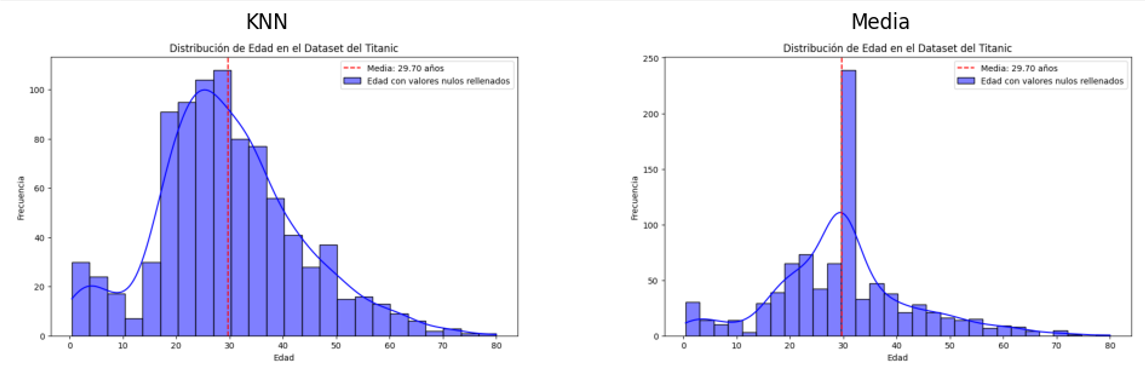 KNN
Distribución de Edad en el Dataset del Titanic
Media: 29.70 años
Edad con valores nulos rellenados
Frecuencia
100
80
60
40
20
0
0 10 20 30 40 50 60 70 80
Edad
Media
Distribución de Edad en el Dataset del Titanic
Media: 29.70 años
Edad con valores nulos rellenados
Frecuencia
250
200
150
100
50
0
0 10 20 30 40 50 60 70 80
Edad